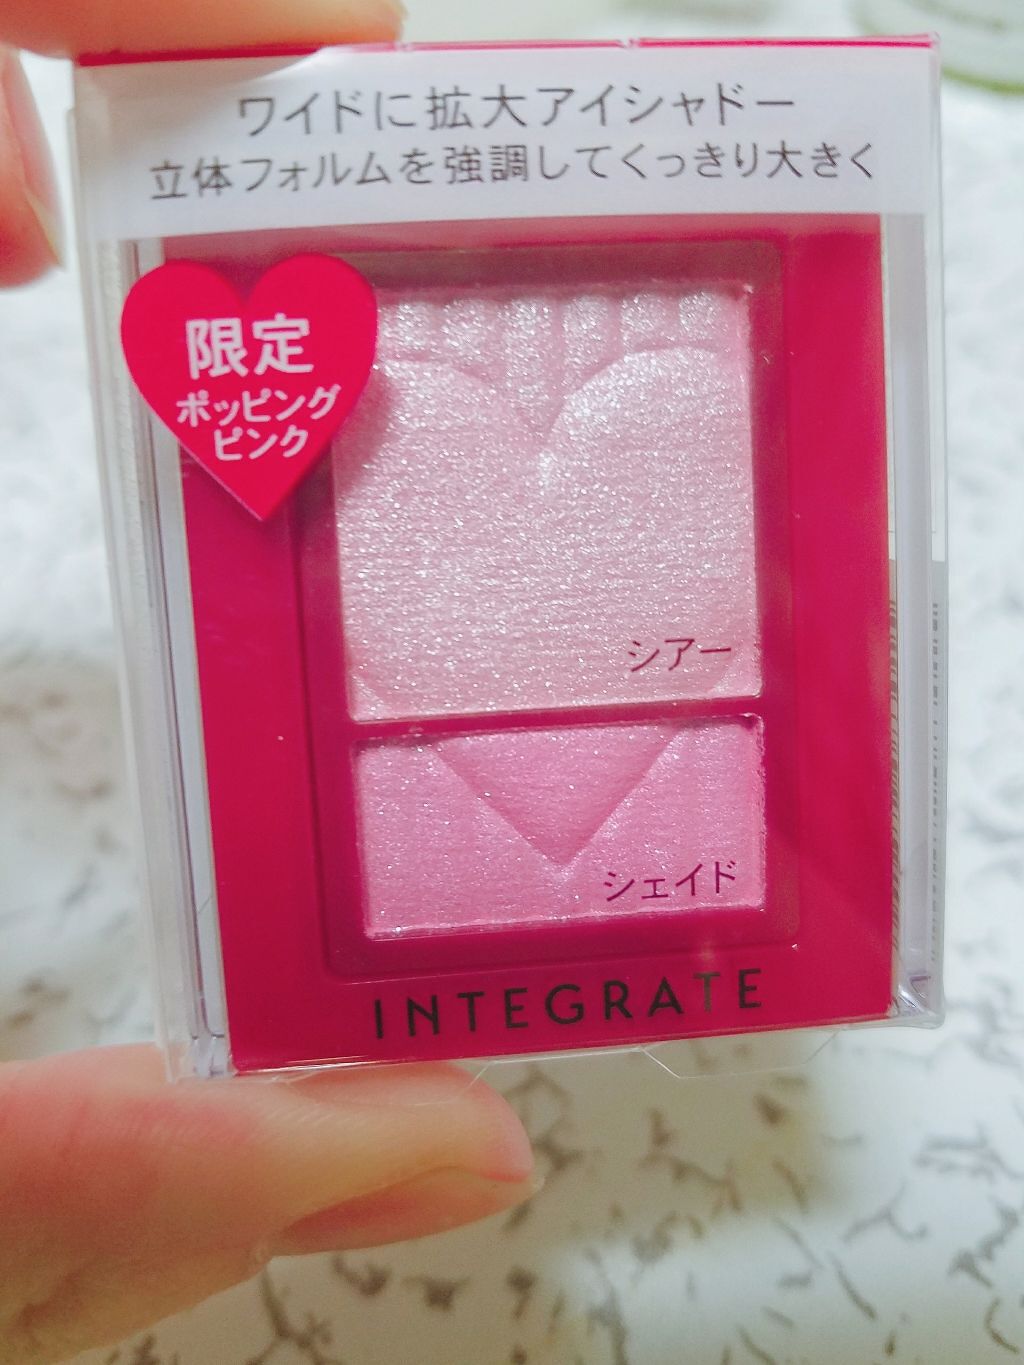 ワイドに拡大アイシャドー
立体フォルムを強調してくっきり大きく
限定
ポッピング
ピンク
シアー
シェイド
INTEGRATE